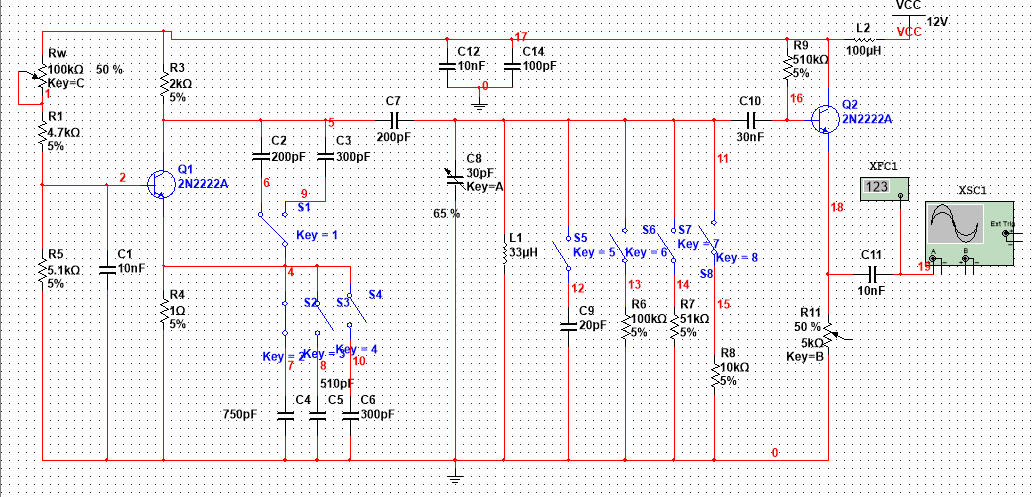 VCC
12V
VCC
L2
100µH
17
Rw
100kΩ
50 %
Key=C
1
R3
2kΩ
5%
C12
10nF
C14
100pF
0
R9
510kΩ
5%
16
R1
4.7kΩ
5%
5
C7
200pF
C10
30nF
Q2
2N2222A
2
Q1
2N2222A
C2
200pF
C3
300pF
6
9
C8
30pF
Key=A
65 %
11
XFC1
123
XSC1
Ext Trig
A
B
18
S1
Key = 1
R5
5.1kΩ
5%
C1
10nF
4
L1
33µH
S5
Key = 5
S6
Key = 6
S7
Key = 7
Key = 8
S8
C11
10nF
19
R4
1Ω
5%
S2
S3
S4
12
13
14
15
C9
20pF
R6
100kΩ
5%
R7
51kΩ
5%
R11
50 %
5kΩ
Key=B
Key = 2
Key = 3
Key = 4
7
8
10
R8
10kΩ
5%
510pF
750pF
C4
C5
C6
300pF
0